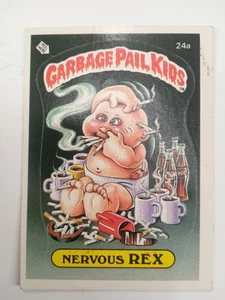 24a
GARBAGE PAIL KIDS
NERVOUS REX